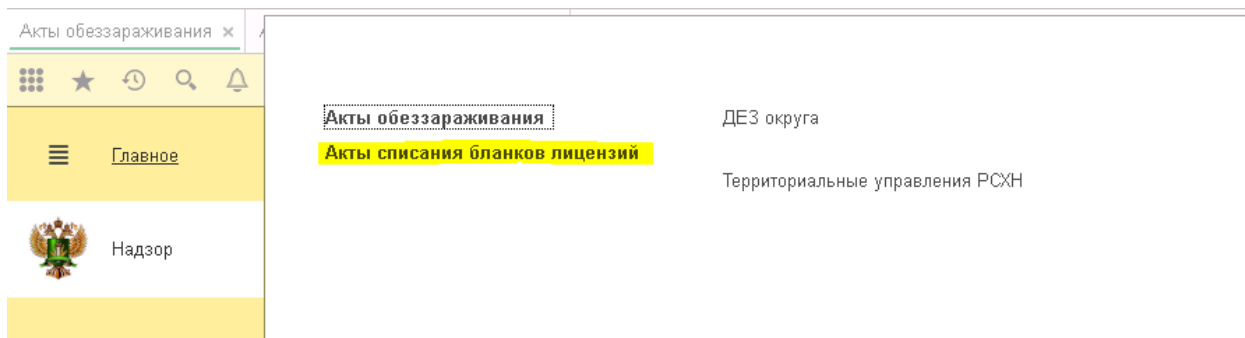 Акты обеззараживания
Главное
Надзор
Акты обеззараживания
Акты списания бланков лицензий
ДЕЗ округа
Территориальные управления РСХН